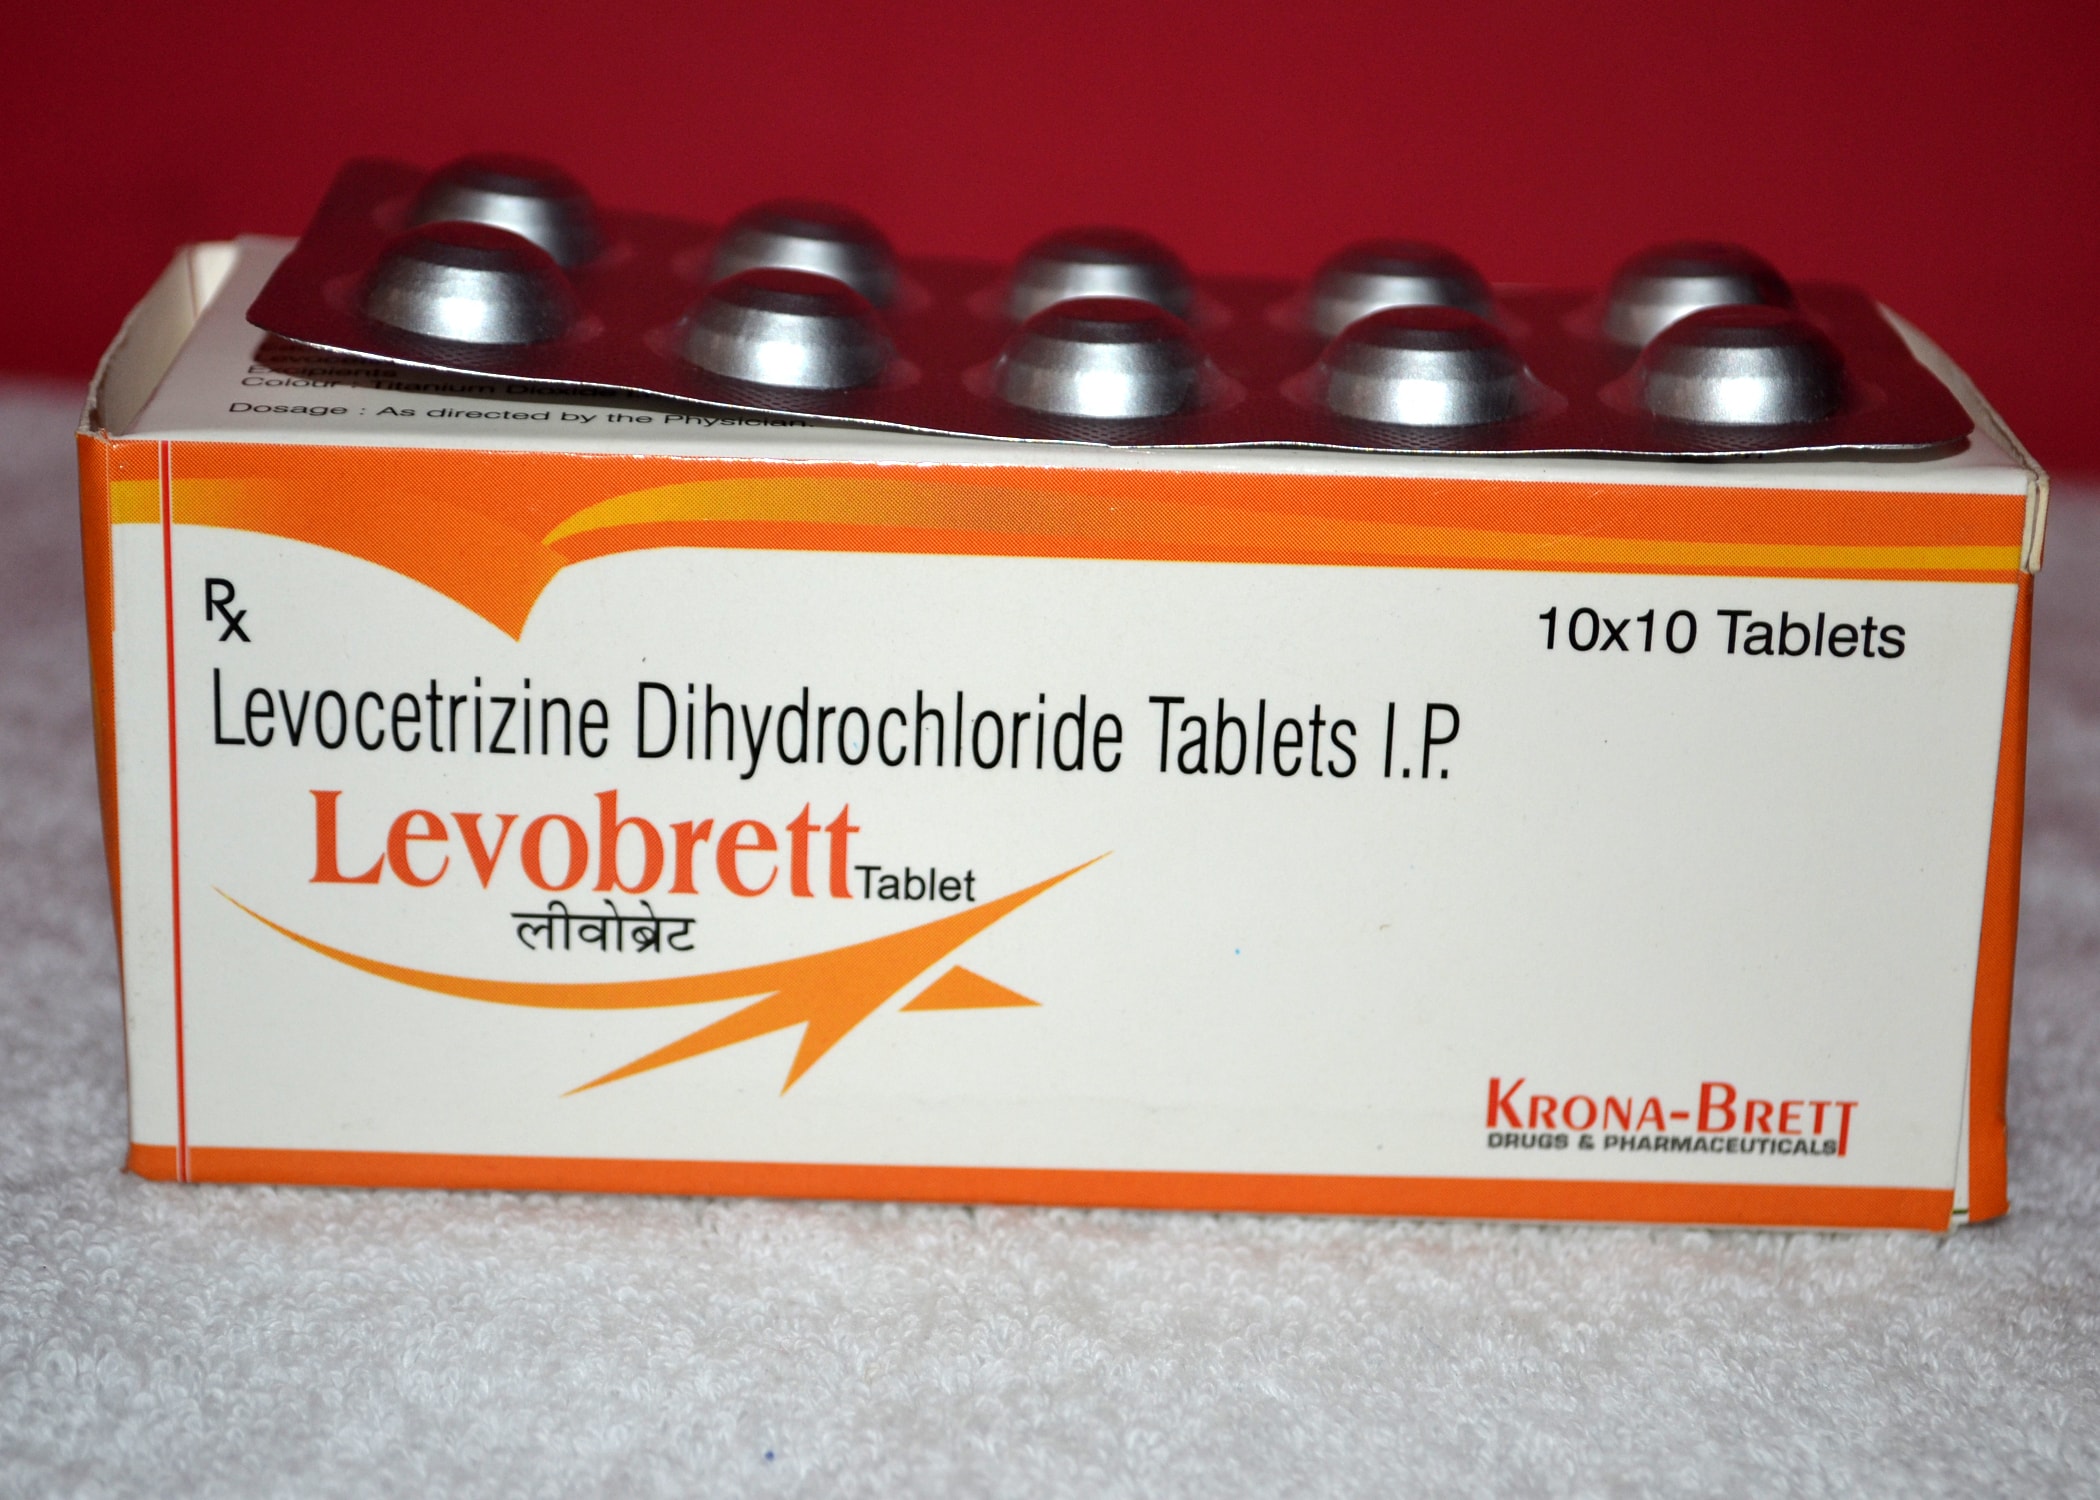 Excipients
Colour : Titanium Dioxide
Dosage : As directed by the Physician.
Rx
10x10 Tablets
Levocetrizine Dihydrochloride Tablets I.P.
Levobrett Tablet
लीवोब्रेट
KRONA-BRETT
DRUGS & PHARMACEUTICALS